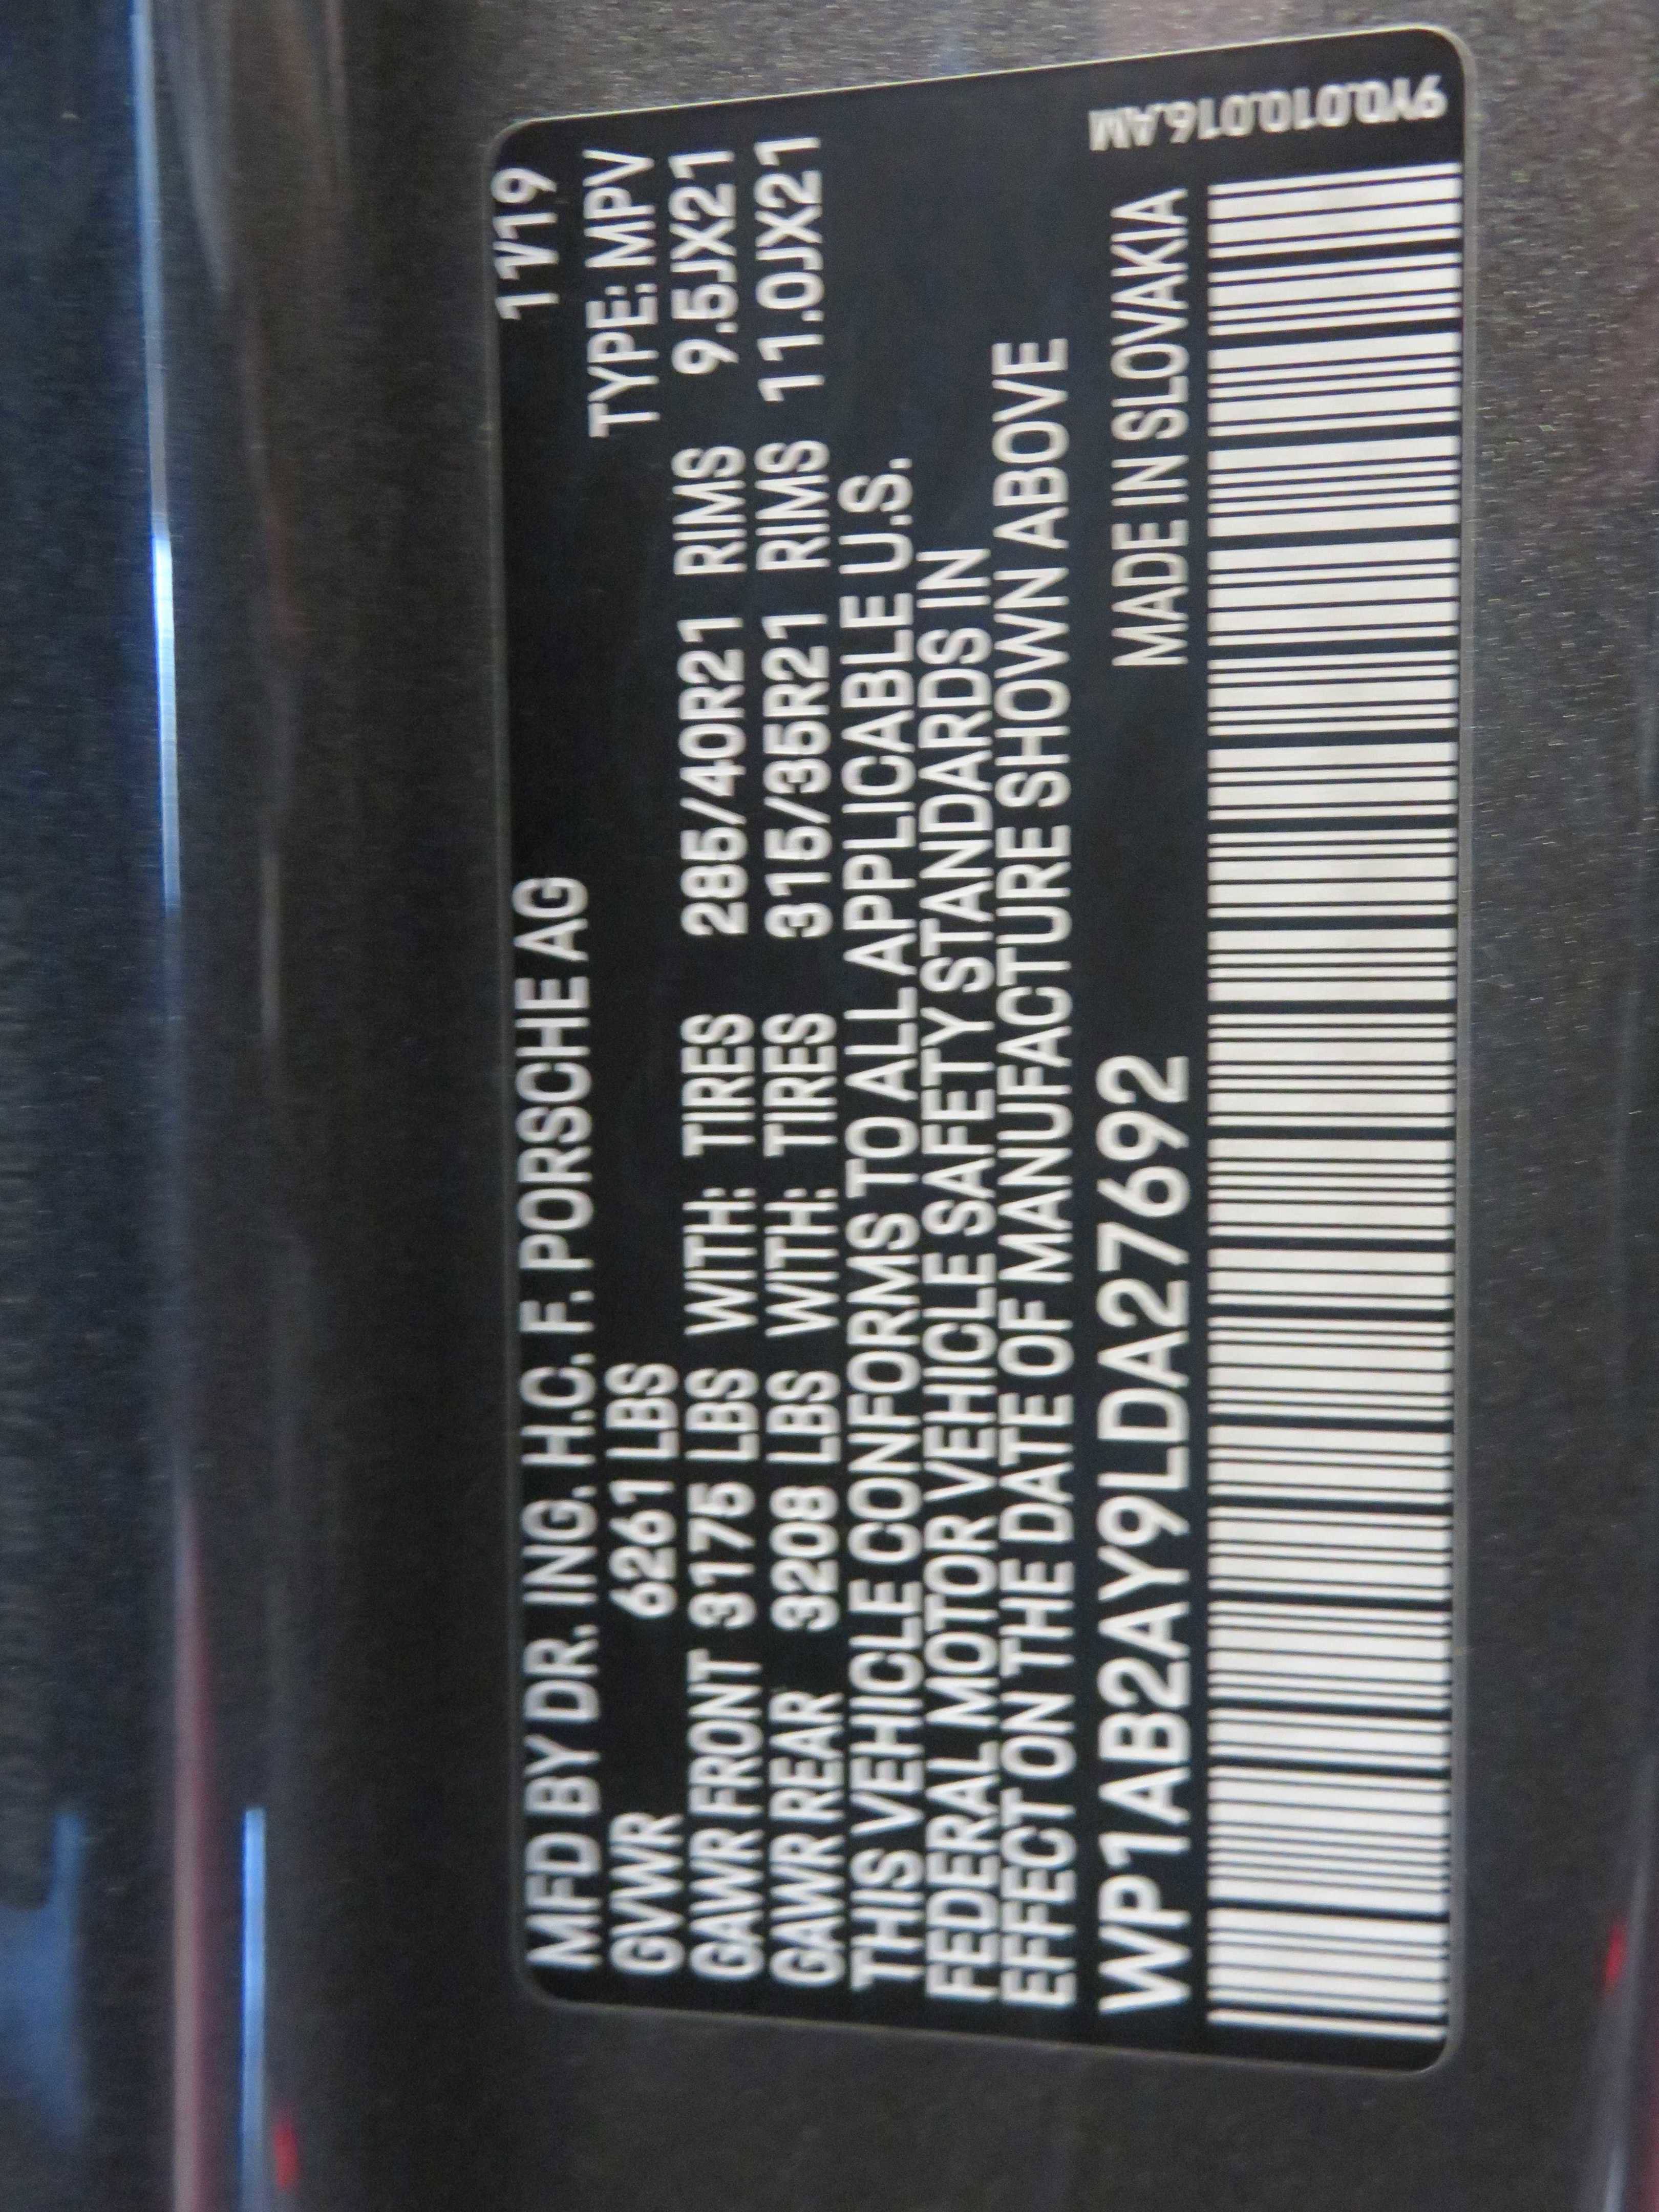 MFD BY DR. ING. H.C. F. PORSCHE AG 11/19
GVWR 6261 LBS TYPE: MPV
GAWR FRONT 3175 LBS WITH: TIRES 285/40R21 RIMS 9.5JX21
GAWR REAR 3208 LBS WITH: TIRES 315/35R21 RIMS 11.0JX21
THIS VEHICLE CONFORMS TO ALL APPLICABLE U.S.
FEDERAL MOTOR VEHICLE SAFETY STANDARDS IN
EFFECT ON THE DATE OF MANUFACTURE SHOWN ABOVE
WP1AB2AY9LDA27692 MADE IN SLOVAKIA
9Y0.010.016.AM